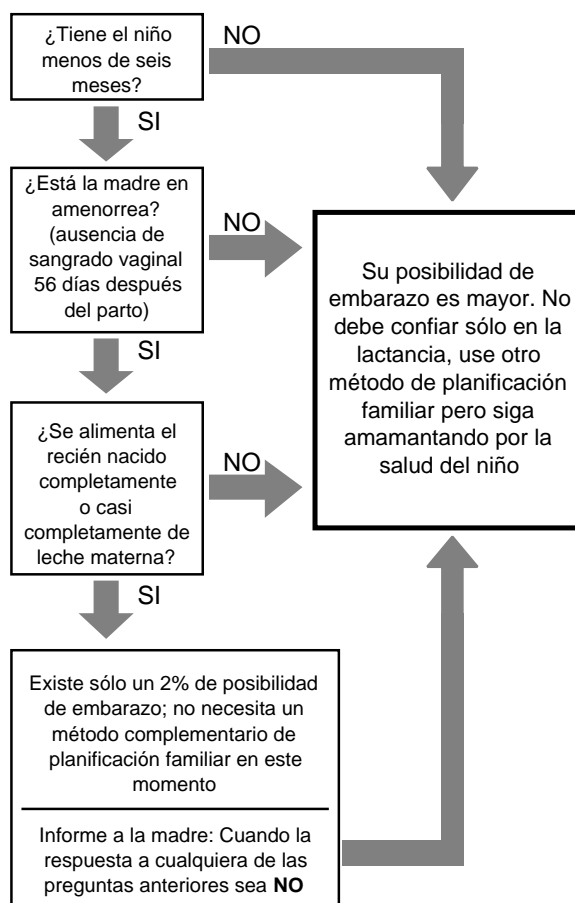 ¿Tiene el niño
menos de seis
meses?
NO
SI
¿Está la madre en
amenorrea?
(ausencia de
sangrado vaginal
56 días después
del parto)
NO
SI
¿Se alimenta el
recién nacido
completamente
o casi
completamente de
leche materna?
NO
SI
Su posibilidad de
embarazo es mayor. No
debe confiar sólo en la
lactancia, use otro
método de planificación
familiar pero siga
amamantando por la
salud del niño
Existe sólo un 2% de posibilidad
de embarazo; no necesita un
método complementario de
planificación familiar en este
momento
Informe a la madre: Cuando la
respuesta a cualquiera de las
preguntas anteriores sea NO